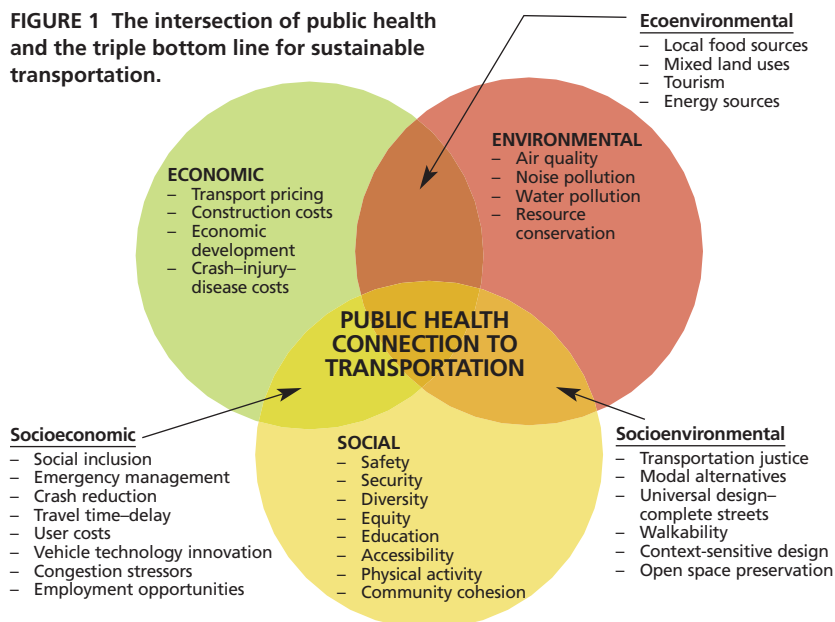 FIGURE 1 The intersection of public health
and the triple bottom line for sustainable
transportation.
Ecoenvironmental
– Local food sources
– Mixed land uses
– Tourism
– Energy sources
ECONOMIC
– Transport pricing
– Construction costs
– Economic
development
– Crash–injury–
disease costs
ENVIRONMENTAL
– Air quality
– Noise pollution
– Water pollution
– Resource
conservation
PUBLIC HEALTH
CONNECTION TO
TRANSPORTATION
Socioeconomic
– Social inclusion
– Emergency management
– Crash reduction
– Travel time–delay
– User costs
– Vehicle technology innovation
– Congestion stressors
– Employment opportunities
SOCIAL
– Safety
– Security
– Diversity
– Equity
– Education
– Accessibility
– Physical activity
– Community cohesion
Socioenvironmental
– Transportation justice
– Modal alternatives
– Universal design–
complete streets
– Walkability
– Context-sensitive design
– Open space preservation